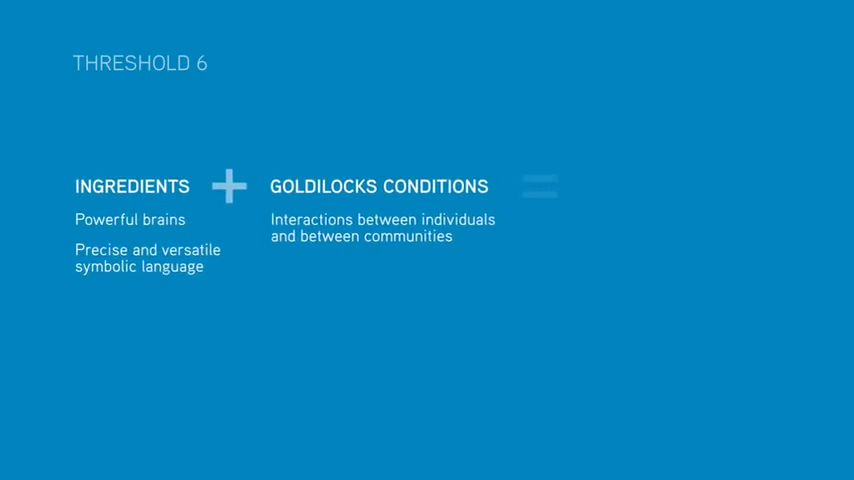 THRESHOLD 6
INGREDIENTS + GOLDILOCKS CONDITIONS =
Powerful brains
Precise and versatile
symbolic language
Interactions between individuals
and between communities